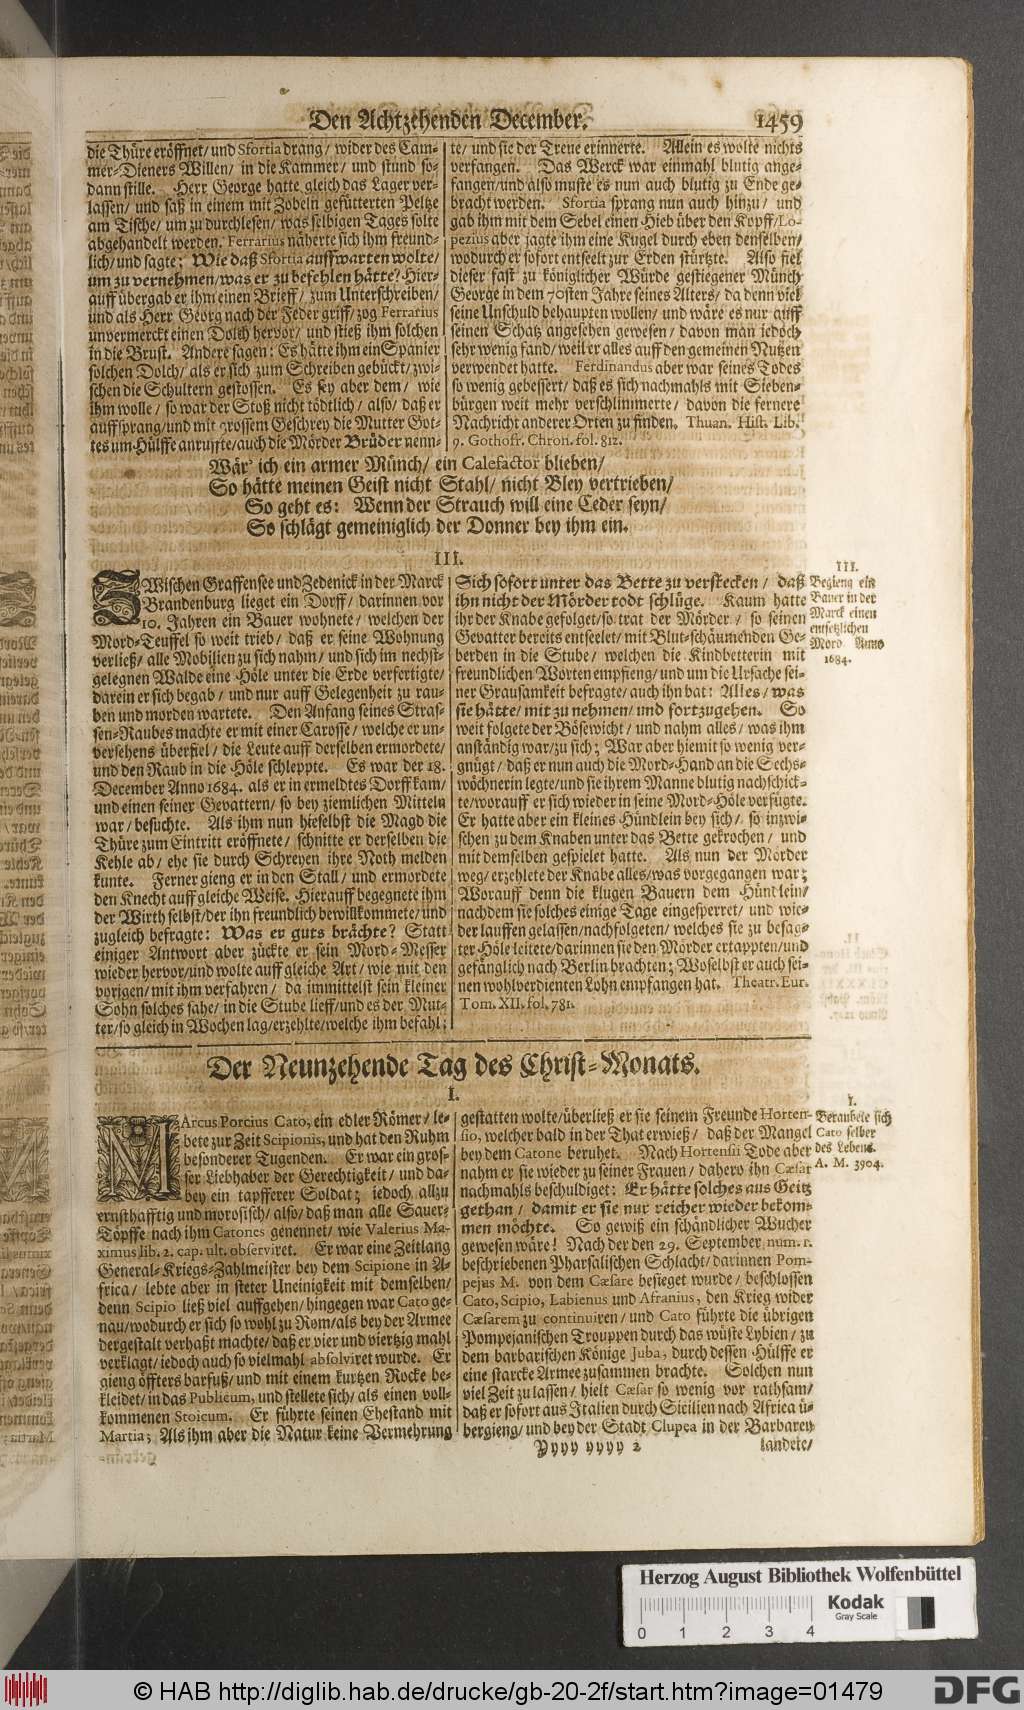 Den Achtzehenden December.
1459
die Thüre eröffnet/ und Sfortia drang/ wider des Cam-
mer-Dieners Willen/ in die Kammer/ und stund so-
dann stille. Herr George hatte gleich das Lager ver-
lassen/ und saß in einem mit Zobeln gefütterten Peltze
am Tische/ um zu durchlesen/ was selbigen Tages solte
abgehandelt werden. Ferrarius näherte sich ihm freund-
lich/ und sagte: Wie daß Sfortia auffwarten wolte/
um zu vernehmen/ was er zu befehlen hätte? Hier-
auff übergab er ihm einen Brieff/ zum Unterschreiben/
und als Herr Georg nach der Feder griff/ zog Ferrarius
unvermerckt einen Dolch hervor/ und stieß ihm solchen
in die Brust. Andere sagen: Es hätte ihm ein Spanier
solchen Dolch/ als er sich zum Schreiben gebückt/ zwi-
schen die Schultern gestossen. Es sey aber dem/ wie
ihm wolle/ so war der Stoß nicht tödtlich/ also/ daß er
auffsprang/ und mit grossem Geschrey die Mutter Got-
tes um Hülffe anruffte/ auch die Mörder Brüder nenn-
te/ und sie der Treue erinnerte. Allein es wolte nichts
verfangen. Das Werck war einmahl blutig ange-
fangen/ und also muste es nun auch blutig zu Ende ge-
bracht werden. Sfortia sprang nun auch hinzu/ und
gab ihm mit dem Sebel einen Hieb über den Kopff/ Lo-
pezius aber jagte ihm eine Kugel durch eben denselben/
wodurch er sofort entseelt zur Erden stürtzte. Also fiel
dieser fast zu königlicher Würde gestiegener Münch
George in dem 70sten Jahre seines Alters/ da denn viel
seine Unschuld behaupten wollen/ und wäre es nur auff
seinen Schatz angesehen gewesen/ davon man iedoch
sehr wenig fand/ weil er alles auff den gemeinen Nutzen
verwendet hatte. Ferdinandus aber war seines Todes
so wenig gebessert/ daß es sich nachmahls mit Sieben-
bürgen weit mehr verschlimmerte/ davon die fernere
Nachricht anderer Orten zu finden. Thuan. Hist. Lib.
9. Gothofr. Chron. fol. 812.
Wär' ich ein armer Münch/ ein Calefactor blieben/
So hätte meinen Geist nicht Stahl/ nicht Bley vertrieben/
So geht es: Wenn der Strauch will eine Ceder seyn/
So schlägt gemeiniglich der Donner bey ihm ein.
III.
ZWischen Graffensee und Zedenick in der Marck
Brandenburg lieget ein Dorff/ darinnen vor
10. Jahren ein Bauer wohnete/ welchen der
Mord-Teuffel so weit trieb/ daß er seine Wohnung
verließ/ alle Mobilien zu sich nahm/ und sich im nechst-
gelegnen Walde eine Höle unter die Erde verfertigte/
darein er sich begab/ und nur auff Gelegenheit zu rau-
ben und morden wartete. Den Anfang seines Stras-
sen-Raubes machte er mit einer Carosse/ welche er un-
versehens überfiel/ die Leute auff derselben ermordete/
und den Raub in die Höle schleppte. Es war der 18.
December Anno 1684. als er in ermeldtes Dorff kam/
und einen seiner Gevattern/ so bey ziemlichen Mitteln
war/ besuchte. Als ihm nun hieselbst die Magd die
Thüre zum Eintritt eröffnete/ schnitte er derselben die
Kehle ab/ ehe sie durch Schreyen ihre Noth melden
kunte. Ferner gieng er in den Stall/ und ermordete
den Knecht auff gleiche Weise. Hierauff begegnete ihm
der Wirth selbst/ der ihn freundlich bewillkommete/ und
zugleich befragte: Was er guts brächte? Statt
einiger Antwort aber zückte er sein Mord-Messer
wieder hervor/ und wolte auff gleiche Art/ wie mit den
vorigen/ mit ihm verfahren/ da immittelst sein kleiner
Sohn solches sahe/ in die Stube lieff/ und es der Mut-
ter/ so gleich in Wochen lag/ erzehlte/ welche ihm befahl;
Sich sofort unter das Bette zu verstecken/ daß
ihn nicht der Mörder todt schlüge. Kaum hatte
ihr der Knabe gefolget/ so trat der Mörder/ so seinen
Gevatter bereits entseelet/ mit Blut-schäumenden Ge-
berden in die Stube/ welchen die Kindbetterin mit
freundlichen Worten empfieng/ und um die Ursache sei-
ner Grausamkeit befragte/ auch ihn bat: Alles/ was
sie hätte/ mit zu nehmen/ und fortzugehen. So
weit folgete der Bösewicht/ und nahm alles/ was ihm
anständig war/ zu sich; War aber hiemit so wenig ver-
gnügt/ daß er nun auch die Mord-Hand an die Sechs-
wöchnerin legte/ und sie ihrem Manne blutig nachschick-
te/ worauff er sich wieder in seine Mord-Höle verfügte.
Er hatte aber ein kleines Hündlein bey sich/ so inzwi-
schen zu dem Knaben unter das Bette gekrochen/ und
mit demselben gespielet hatte. Als nun der Mörder
weg/ erzehlete der Knabe alles/ was vorgegangen war;
Worauff denn die klugen Bauern dem Hündlein/
nachdem sie solches einige Tage eingesperret/ und wie-
der lauffen gelassen/ nachfolgeten/ welches sie zu besag-
ter Höle leitete/ darinnen sie den Mörder ertappten/ und
gefänglich nach Berlin brachten; Woselbst er auch sei-
nen wohlverdienten Lohn empfangen hat. Theatr. Eur.
Tom. XII. fol. 781.
III.
Begieng ein
Bauer in der
Marck einen
entsetzlichen
Mord Anno
1684.
Der Neunzehende Tag des Christ-Monats.
I.
MArcus Porcius Cato, ein edler Römer/ le-
bete zur Zeit Scipionis, und hat den Ruhm
besonderer Tugenden. Er war ein gros-
ser Liebhaber der Gerechtigkeit/ und da-
bey ein tapfferer Soldat; iedoch allzu
ernsthafftig und morosisch/ also/ daß man alle Sauer-
Töpffe nach ihm Catones genennet/ wie Valerius Ma-
ximus lib. 2. cap. ult. observiret. Er war eine Zeitlang
General-Kriegs-Zahlmeister bey dem Scipione in A-
frica/ lebte aber in steter Uneinigkeit mit demselben/
denn Scipio ließ viel auffgehen/ hingegen war Cato ge-
nau/ wodurch er sich so wohl zu Rom/ als bey der Armee
dergestalt verhaßt machte/ daß er vier und viertzig mahl
verklagt/ iedoch auch so vielmahl absolviret wurde. Er
gieng öffters barfuß/ und mit einem kurtzen Rocke be-
kleidet/ in das Publicum, und stellete sich/ als einen voll-
kommenen Stoicum. Er führte seinen Ehestand mit
Martia; Als ihm aber die Natur keine Vermehrung
gestatten wolte/ überließ er sie seinem Freunde Horten-
sio, welcher bald in der That erwieß/ daß der Mangel
bey dem Catone beruhet. Nach Hortensii Tode aber
nahm er sie wieder zu seiner Frauen/ dahero ihn Cæsar
nachmahls beschuldiget: Er hätte solches aus Geitz
gethan/ damit er sie nur reicher wieder bekom-
men möchte. So gewiß ein schändlicher Wucher
gewesen wäre! Nach der den 29. September, num. 1.
beschriebenen Pharsalischen Schlacht/ darinnen Pom-
pejus M. von dem Cæsare besieget wurde/ beschlossen
Cato, Scipio, Labienus und Afranius, den Krieg wider
Cæsarem zu continuiren/ und Cato führte die übrigen
Pompejanischen Trouppen durch das wüste Lybien/ zu
dem barbarischen Könige Juba, durch dessen Hülffe er
eine starcke Armee zusammen brachte. Solchen nun
viel Zeit zu lassen/ hielt Cæsar so wenig vor rathsam/
daß er sofort aus Italien durch Sicilien nach Africa ü-
bergieng/ und bey der Stadt Clupea in der Barbarey
I.
Beraubete sich
Cato selber
des Lebens.
A. M. 3904.
Yyyy yyyy 2
landete/
Herzog August Bibliothek Wolfenbüttel
Kodak
Gray Scale
0 1 2 3 4
© HAB http://diglib.hab.de/drucke/gb-20-2f/start.htm?image=01479
DFG